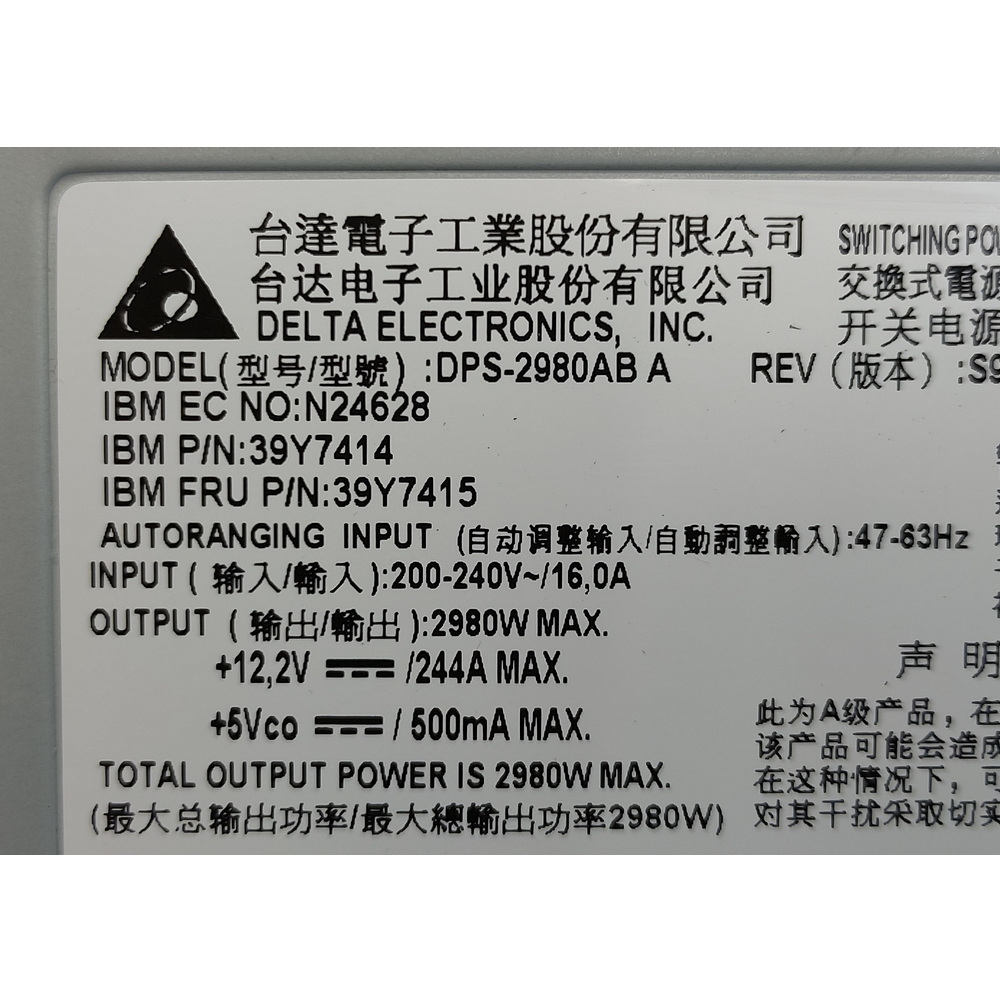 台達電子工業股份有限公司
台达电子工业股份有限公司
DELTA ELECTRONICS, INC.
SWITCHING
交換式電源
开关电源
MODEL(型号/型號) :DPS-2980AB A
REV (版本) :S9
IBM EC NO:N24628
IBM P/N:39Y7414
IBM FRU P/N:39Y7415
AUTORANGING INPUT (自动调整输入/自動調整輸入):47-63Hz
INPUT ( 输入/輸入 ):200-240V~/16,0A
OUTPUT ( 输出/輸出 ):2980W MAX.
+12,2V ⎓ /244A MAX.
+5Vco ⎓ / 500mA MAX.
TOTAL OUTPUT POWER IS 2980W MAX.
(最大总输出功率/最大總輸出功率2980W)
声 明
此为A级产品，在
该产品可能会造成
在这种情况下，可
对其干扰采取切实